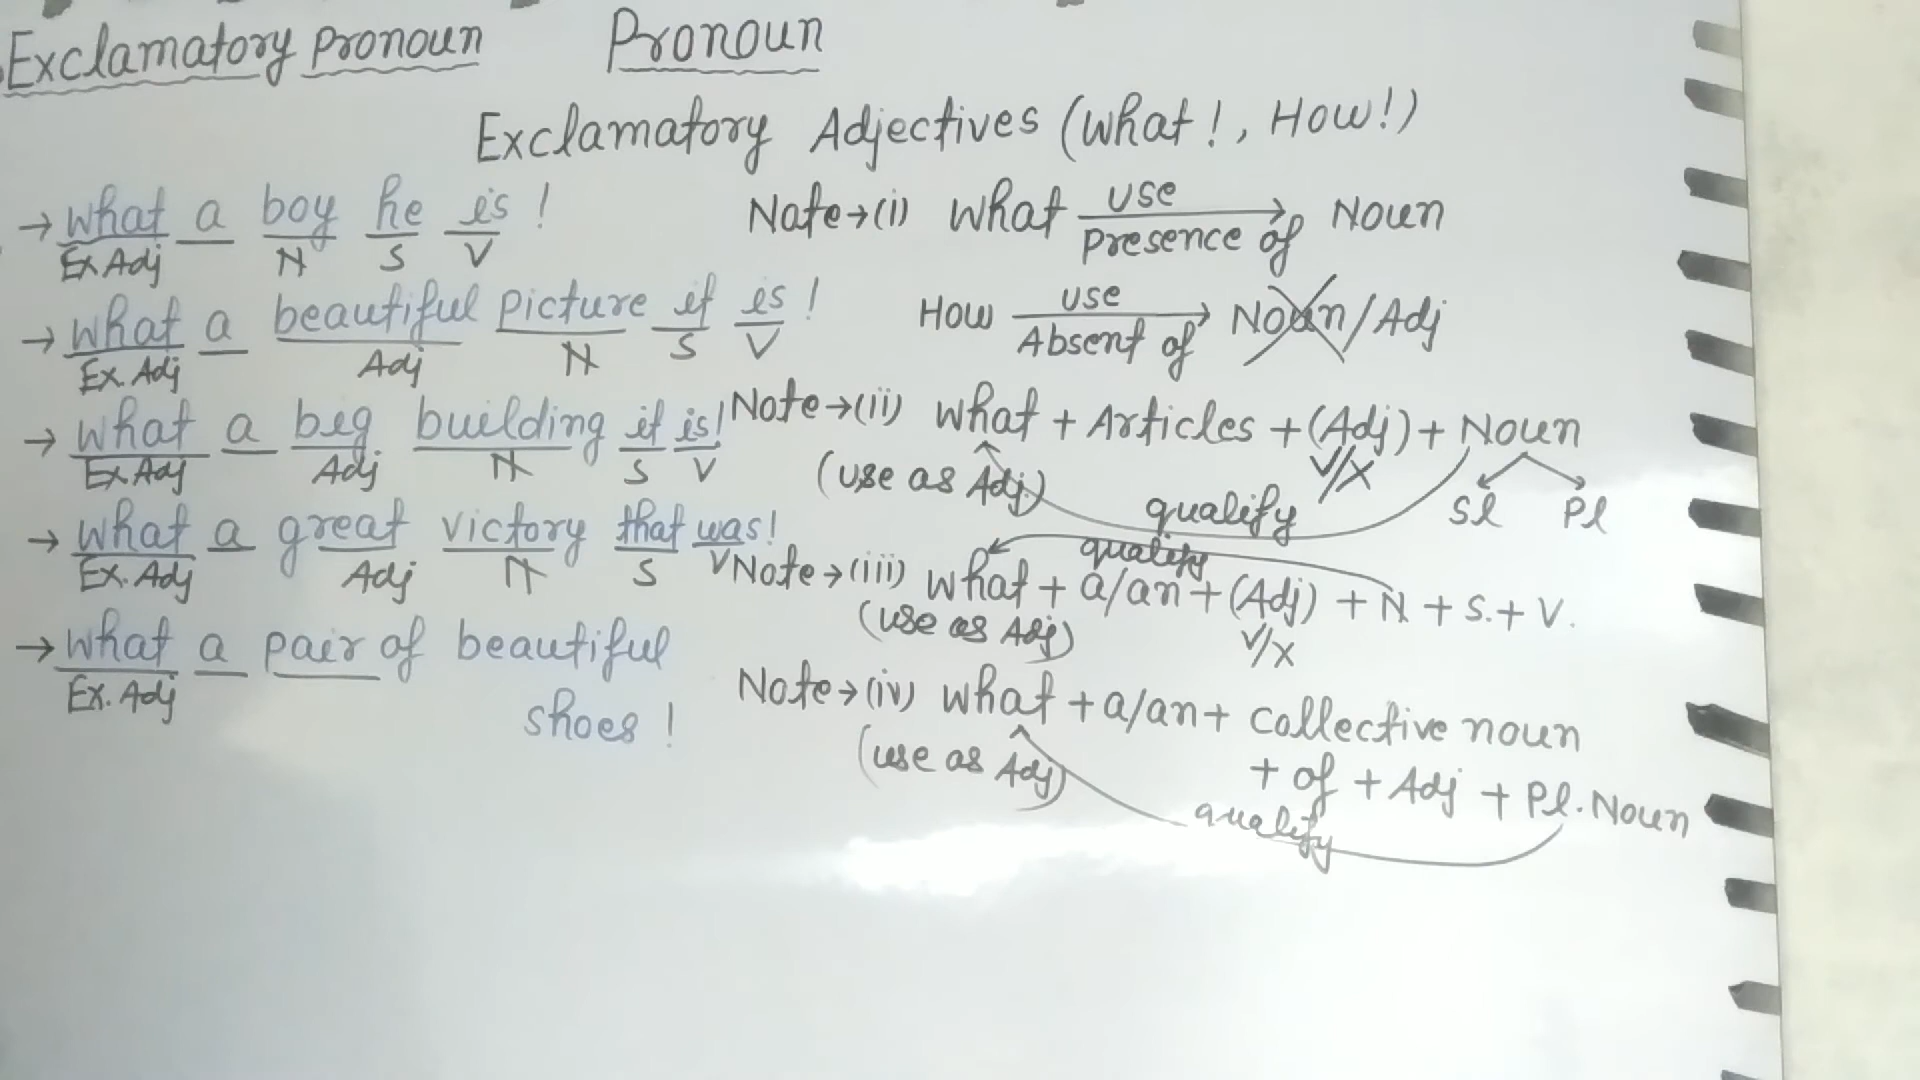 Exclamatory pronoun
Pronoun
Exclamatory Adjectives (What!, How!)
→ What a boy he is!
Ex Adj N S V
→ What a beautiful picture it is!
Ex. Adj Adj N S V
→ What a big building it is!
Ex Adj Adj N S V
→ What a great victory that was!
Ex. Adj Adj N S V
→ What a pair of beautiful
Ex. Adj
shoes!
Note→(i) What use Noun
Presence of
How use Noun/Adj
Absent of
Note→(ii) What + Articles + (Adj) + Noun
(use as Adj) ✓/x Sl Pl
qualify
qualify
Note→(iii) What + a/an + (Adj) + N + S. + V.
(use as Adj) ✓/x
Note→(iv) What + a/an + collective noun
(use as Adj) + of + Adj + Pl. Noun
qualify